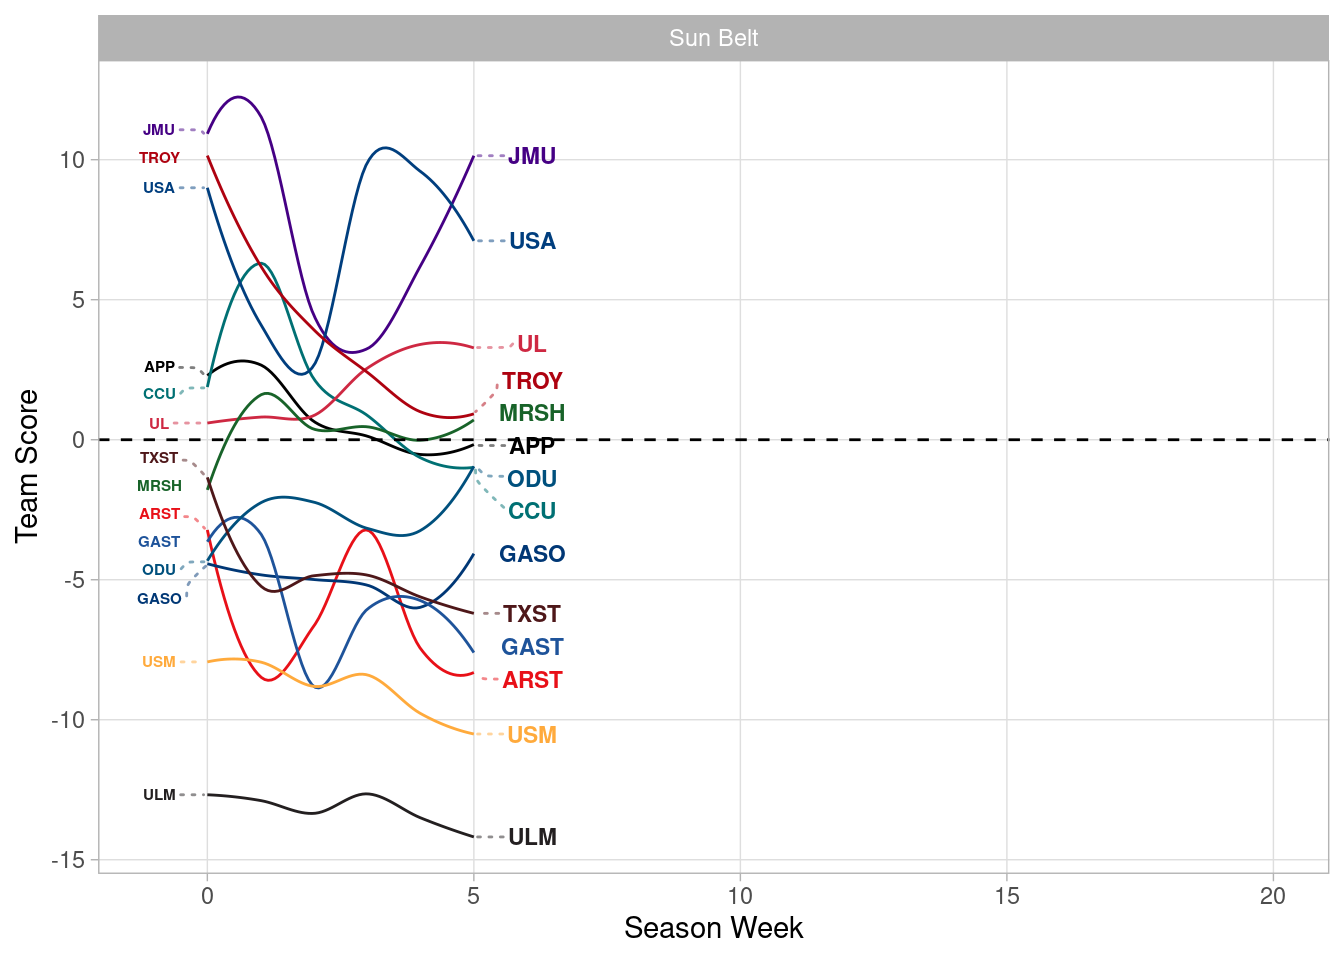 Sun Belt
Team Score
10
5
0
-5
-10
-15
JMU
TROY
USA
APP
CCU
UL
TXST
MRSH
ARST
GAST
ODU
GASO
USM
ULM
JMU
USA
UL
TROY
MRSH
APP
ODU
CCU
GASO
TXST
GAST
ARST
USM
ULM
0 5 10 15 20
Season Week